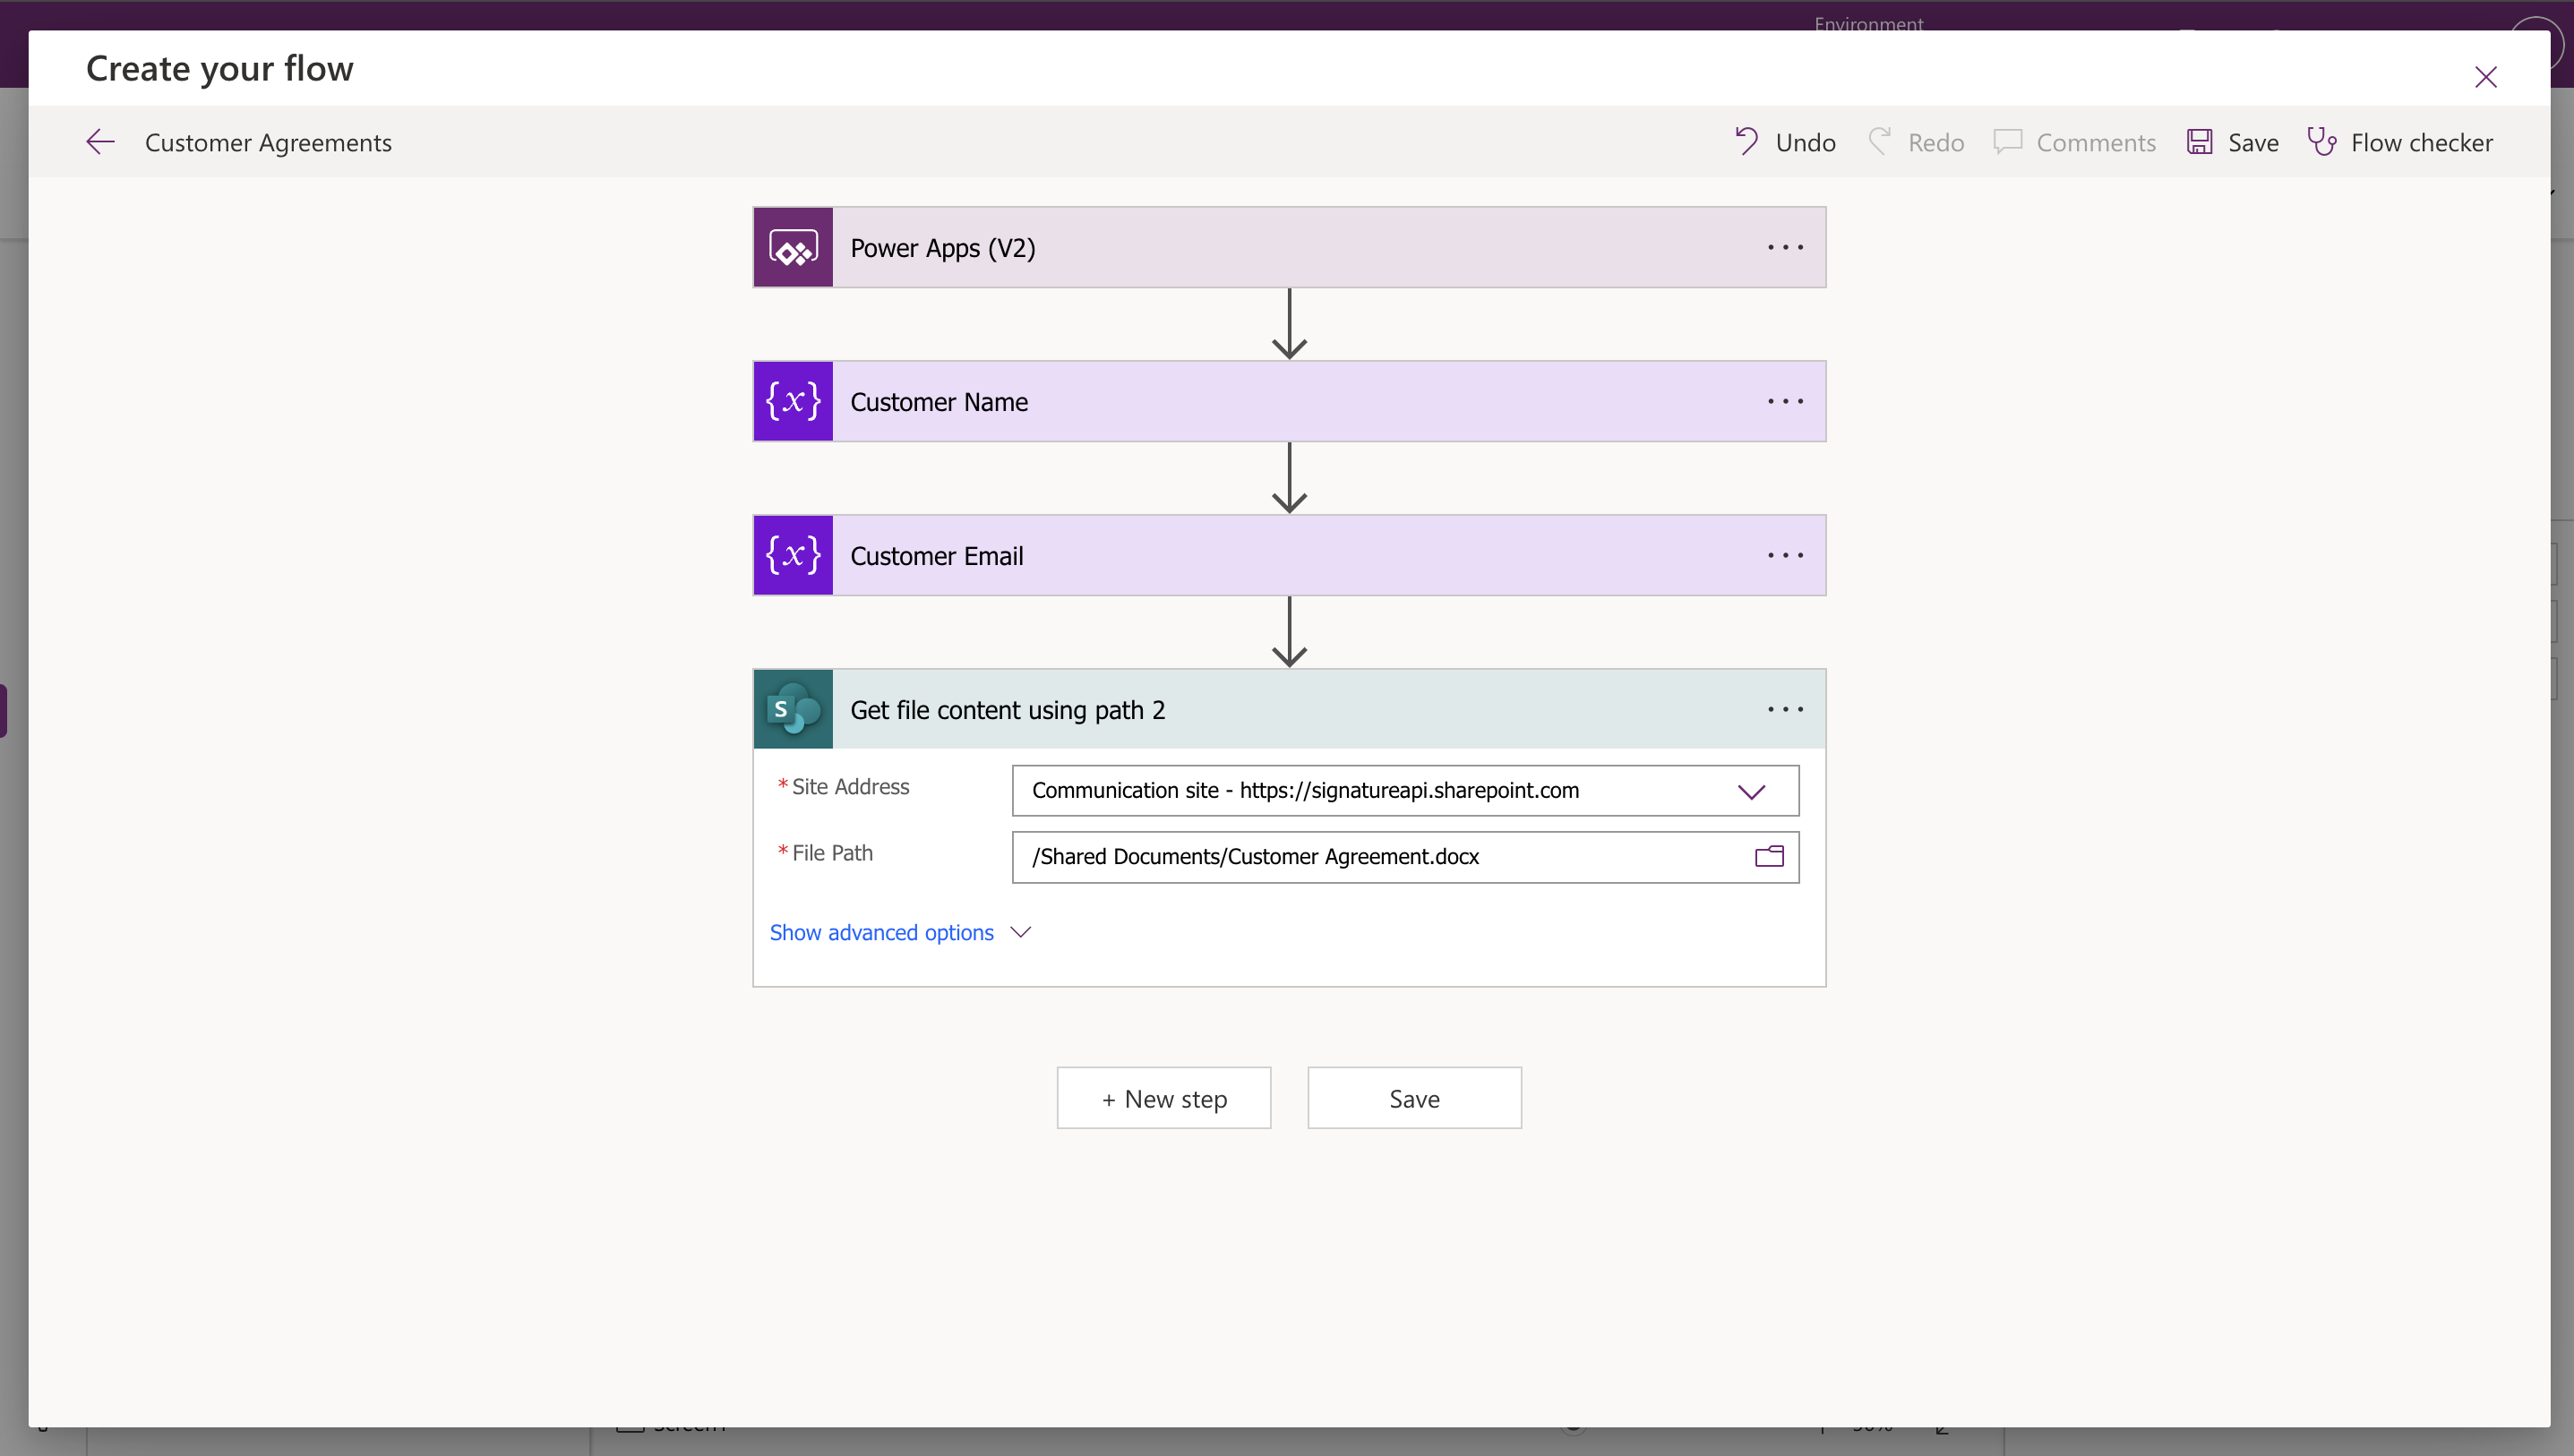 Environment
Create your flow
Customer Agreements
Undo
Redo
Comments
Save
Flow checker
Power Apps (V2)
{x}
Customer Name
{x}
Customer Email
S
Get file content using path 2
* Site Address
Communication site - https://signatureapi.sharepoint.com
* File Path
/Shared Documents/Customer Agreement.docx
Show advanced options
+ New step
Save